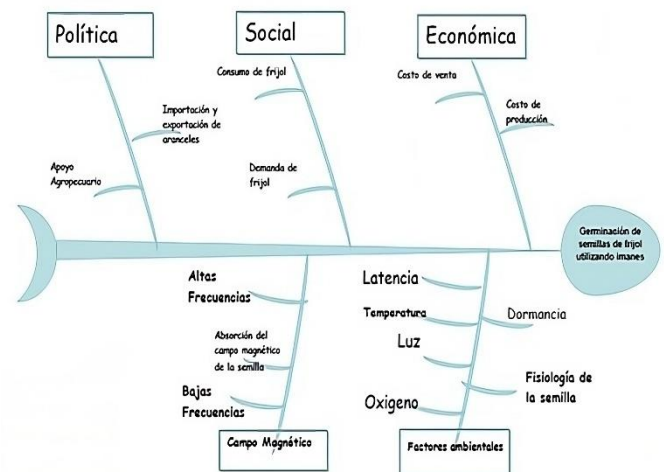 Política
Social
Económica
Importación y
exportación de
aranceles
Apoyo
Agropecuario
Consumo de frijol
Demanda de
frijol
Costo de venta
Costo de
producción
Germinación de
semillas de frijol
utilizando imanes
Altas
Frecuencias
Absorción del
campo magnético
de la semilla
Bajas
Frecuencias
Campo Magnético
Latencia
Temperatura
Luz
Oxigeno
Dormancia
Fisiología de
la semilla
Factores ambientales